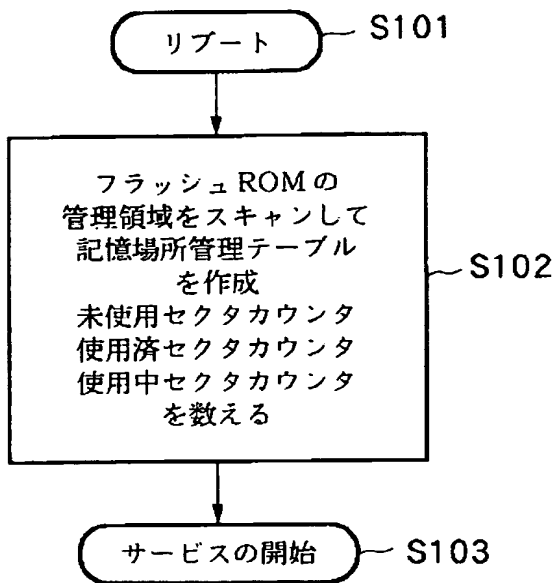 リブート
S101
フラッシュROMの
管理領域をスキャンして
記憶場所管理テーブル
を作成
未使用セクタカウンタ
使用済セクタカウンタ
使用中セクタカウンタ
を数える
S102
サービスの開始
S103